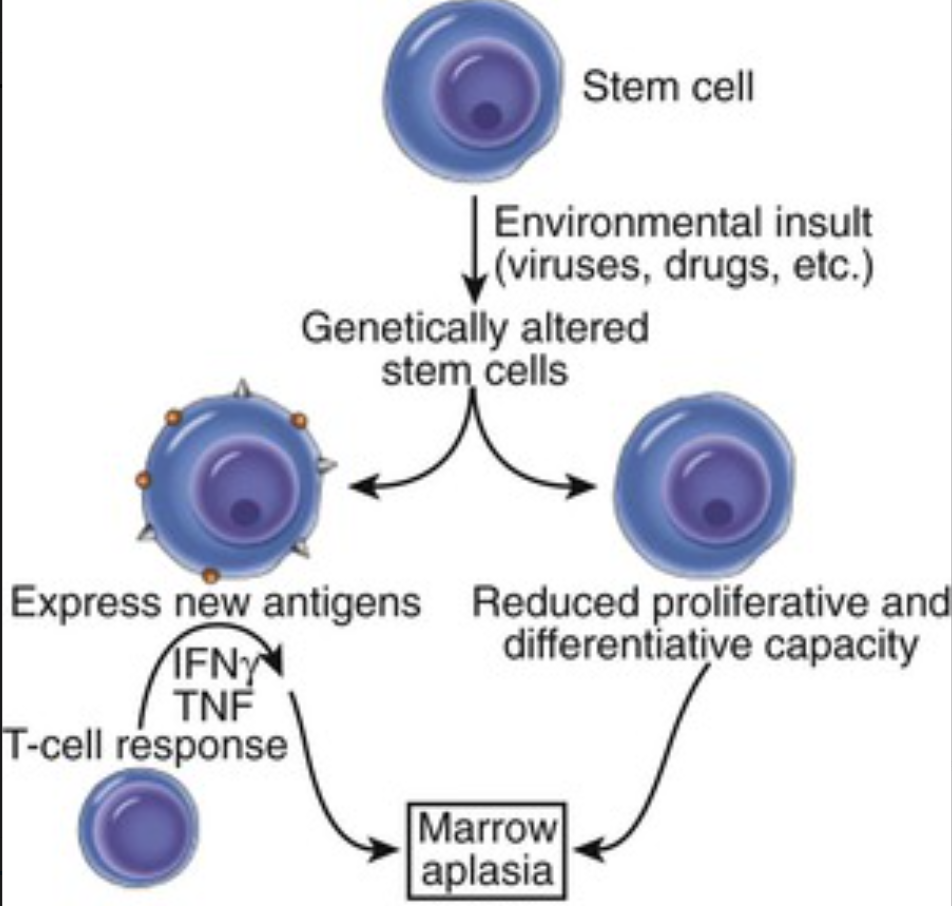 Stem cell
Environmental insult
(viruses, drugs, etc.)
Genetically altered
stem cells
Express new antigens
Reduced proliferative and
differentiative capacity
IFNγ
TNF
T-cell response
Marrow
aplasia